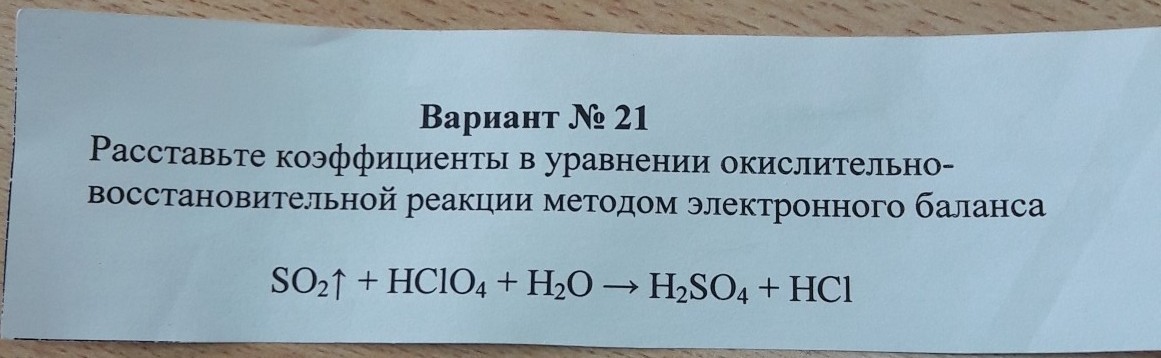 Вариант № 21
Расставьте коэффициенты в уравнении окислительно-
восстановительной реакции методом электронного баланса
SO₂↑ + HClO₄ + H₂O → H₂SO₄ + HCl